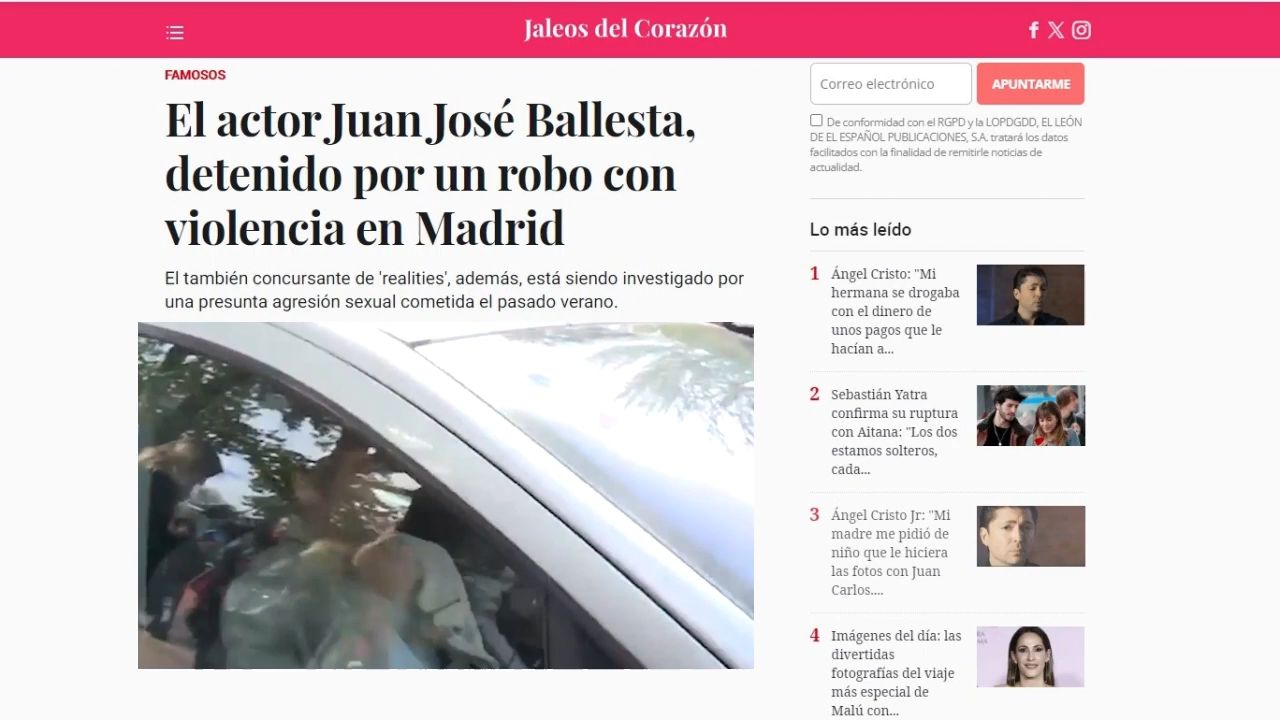 Jaleos del Corazón
FAMOSOS
El actor Juan José Ballesta,
detenido por un robo con
violencia en Madrid
El también concursante de 'realities', además, está siendo investigado por
una presunta agresión sexual cometida el pasado verano.
Correo electrónico
APUNTARME
De conformidad con el RGPD y la LOPDGDD, EL LEÓN
DE EL ESPAÑOL PUBLICACIONES, S.A. tratará los datos
facilitados con la finalidad de remitirle noticias de
actualidad.
Lo más leído
1 Ángel Cristo: "Mi
hermana se drogaba
con el dinero de
unos pagos que le
hacían a...
2 Sebastián Yatra
confirma su ruptura
con Aitana: "Los dos
estamos solteros,
cada...
3 Ángel Cristo Jr: "Mi
madre me pidió de
niño que le hiciera
las fotos con Juan
Carlos....
4 Imágenes del día: las
divertidas
fotografías del viaje
más especial de
Malú con...